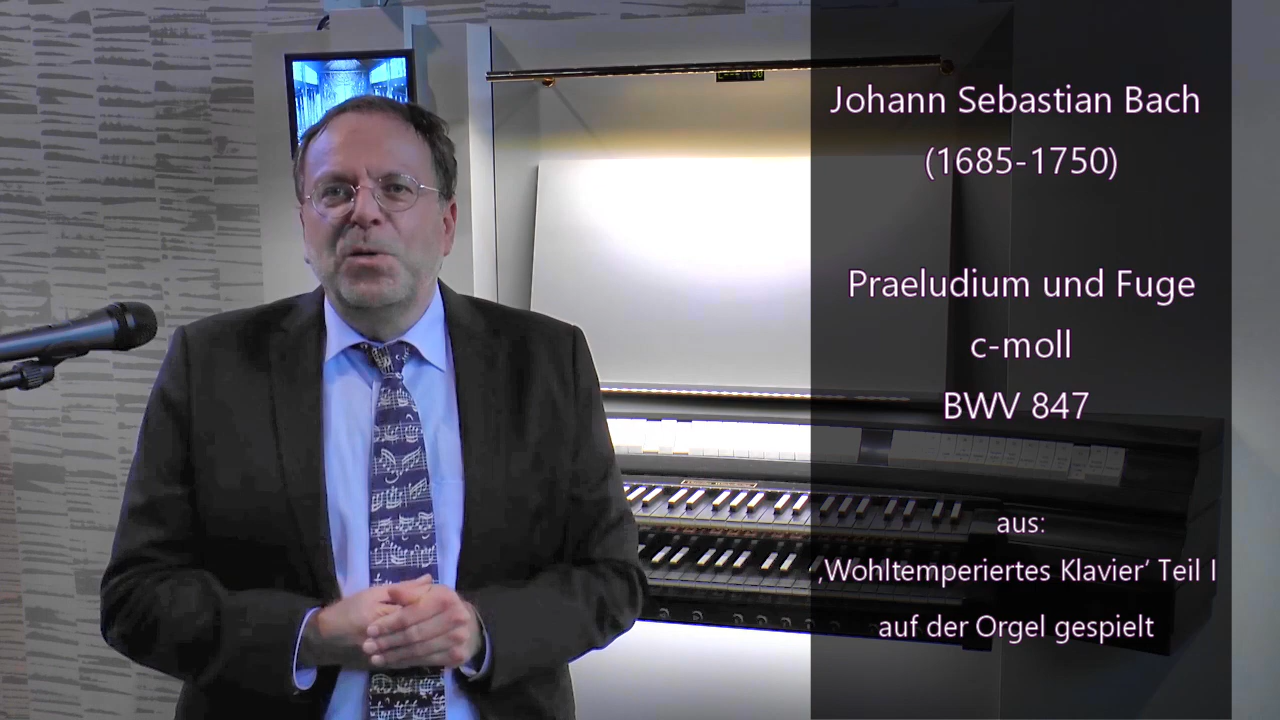 Johann Sebastian Bach
(1685-1750)
Praeludium und Fuge
c-moll
BWV 847
aus:
‚Wohltemperiertes Klavier‘ Teil I
auf der Orgel gespielt